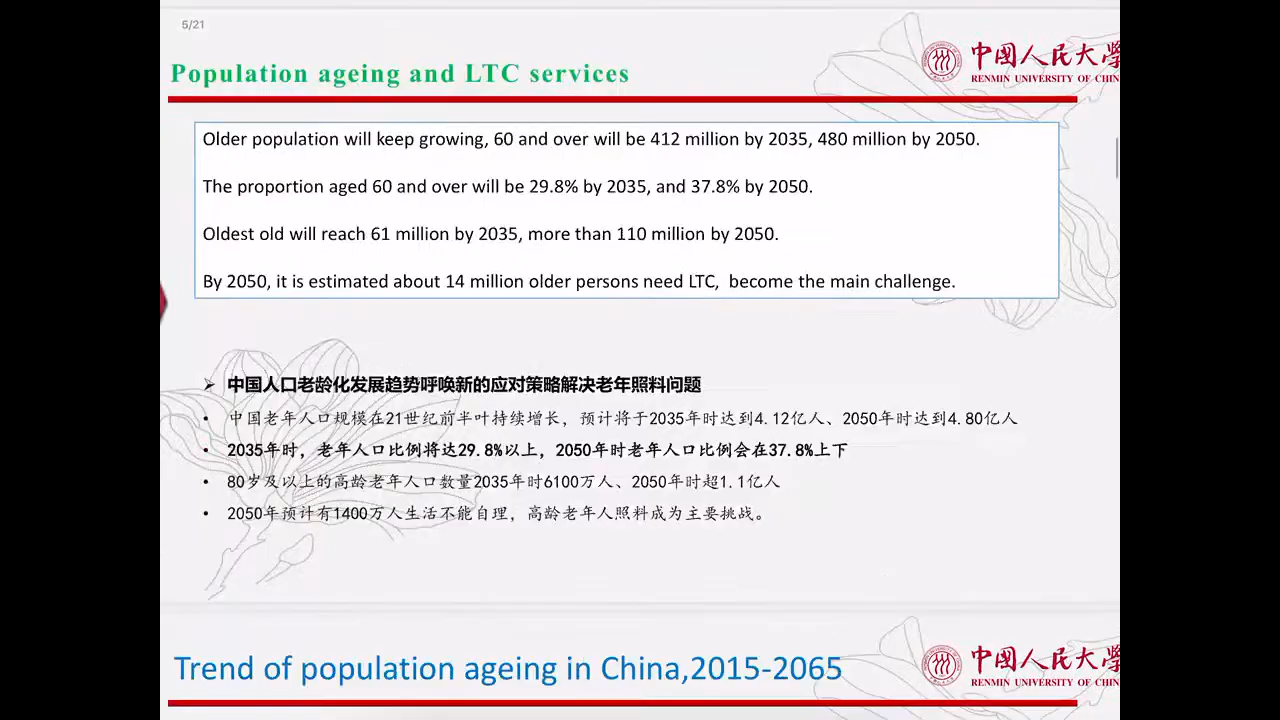 5/21
Population ageing and LTC services
中国人民大学
RENMIN UNIVERSITY OF CHIN
Older population will keep growing, 60 and over will be 412 million by 2035, 480 million by 2050.
The proportion aged 60 and over will be 29.8% by 2035, and 37.8% by 2050.
Oldest old will reach 61 million by 2035, more than 110 million by 2050.
By 2050, it is estimated about 14 million older persons need LTC,  become the main challenge.
➢ 中国人口老龄化发展趋势呼唤新的应对策略解决老年照料问题
• 中国老年人口规模在21世纪前半叶持续增长，预计将于2035年时达到4.12亿人、2050年时达到4.80亿人
• 2035年时，老年人口比例将达29.8%以上，2050年时老年人口比例会在37.8%上下
• 80岁及以上的高龄老年人口数量2035年时6100万人、2050年时超1.1亿人
• 2050年预计有1400万人生活不能自理，高龄老年人照料成为主要挑战。
Trend of population ageing in China,2015-2065
中国人民大学
RENMIN UNIVERSITY OF CHIN